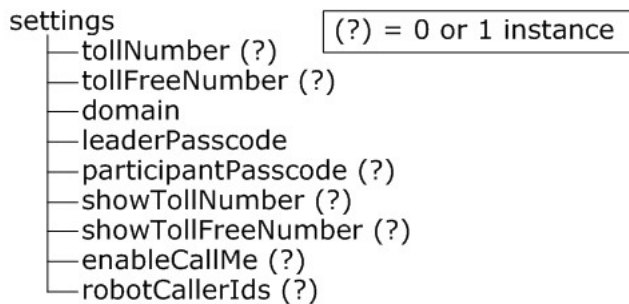 settings
(?) = 0 or 1 instance
tollNumber (?)
tollFreeNumber (?)
domain
leaderPasscode
participantPasscode (?)
showTollNumber (?)
showTollFreeNumber (?)
enableCallMe (?)
robotCallerIds (?)